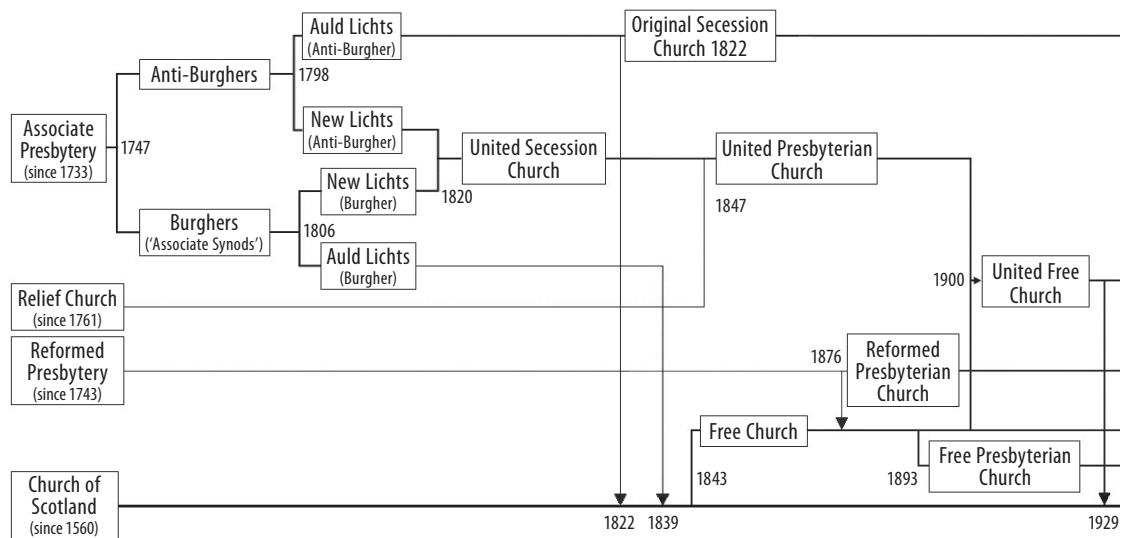 Auld Lichts
(Anti-Burgher)
Original Secession
Church 1822
Anti-Burghers
1798
Associate
Presbytery
(since 1733)
1747
New Lichts
(Anti-Burgher)
United Secession
Church
United Presbyterian
Church
New Lichts
(Burgher)
1820
1847
Burghers
('Associate Synods')
1806
Auld Lichts
(Burgher)
1900
United Free
Church
Relief Church
(since 1761)
Reformed
Presbytery
(since 1743)
1876
Reformed
Presbyterian
Church
Free Church
Free Presbyterian
Church
1843
1893
Church of
Scotland
(since 1560)
1822
1839
1929